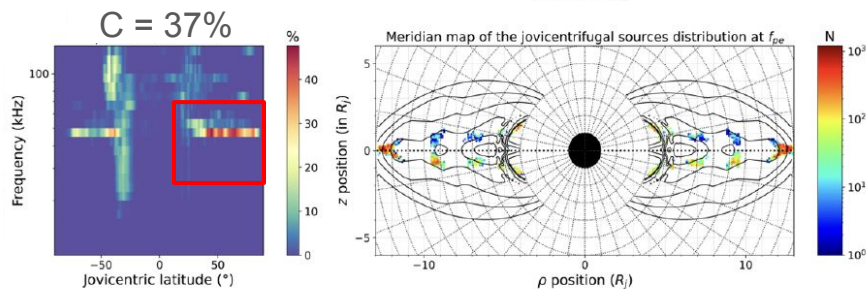 C = 37%
%
Frequency (kHz)
100
40
30
20
10
0
−50
0
50
Jovicentric latitude (°)
Meridian map of the jovicentrifugal sources distribution at fpe
z position (in RJ)
5
0
−5
−10
0
10
ρ position (RJ)
N
10³
10²
10¹
10⁰